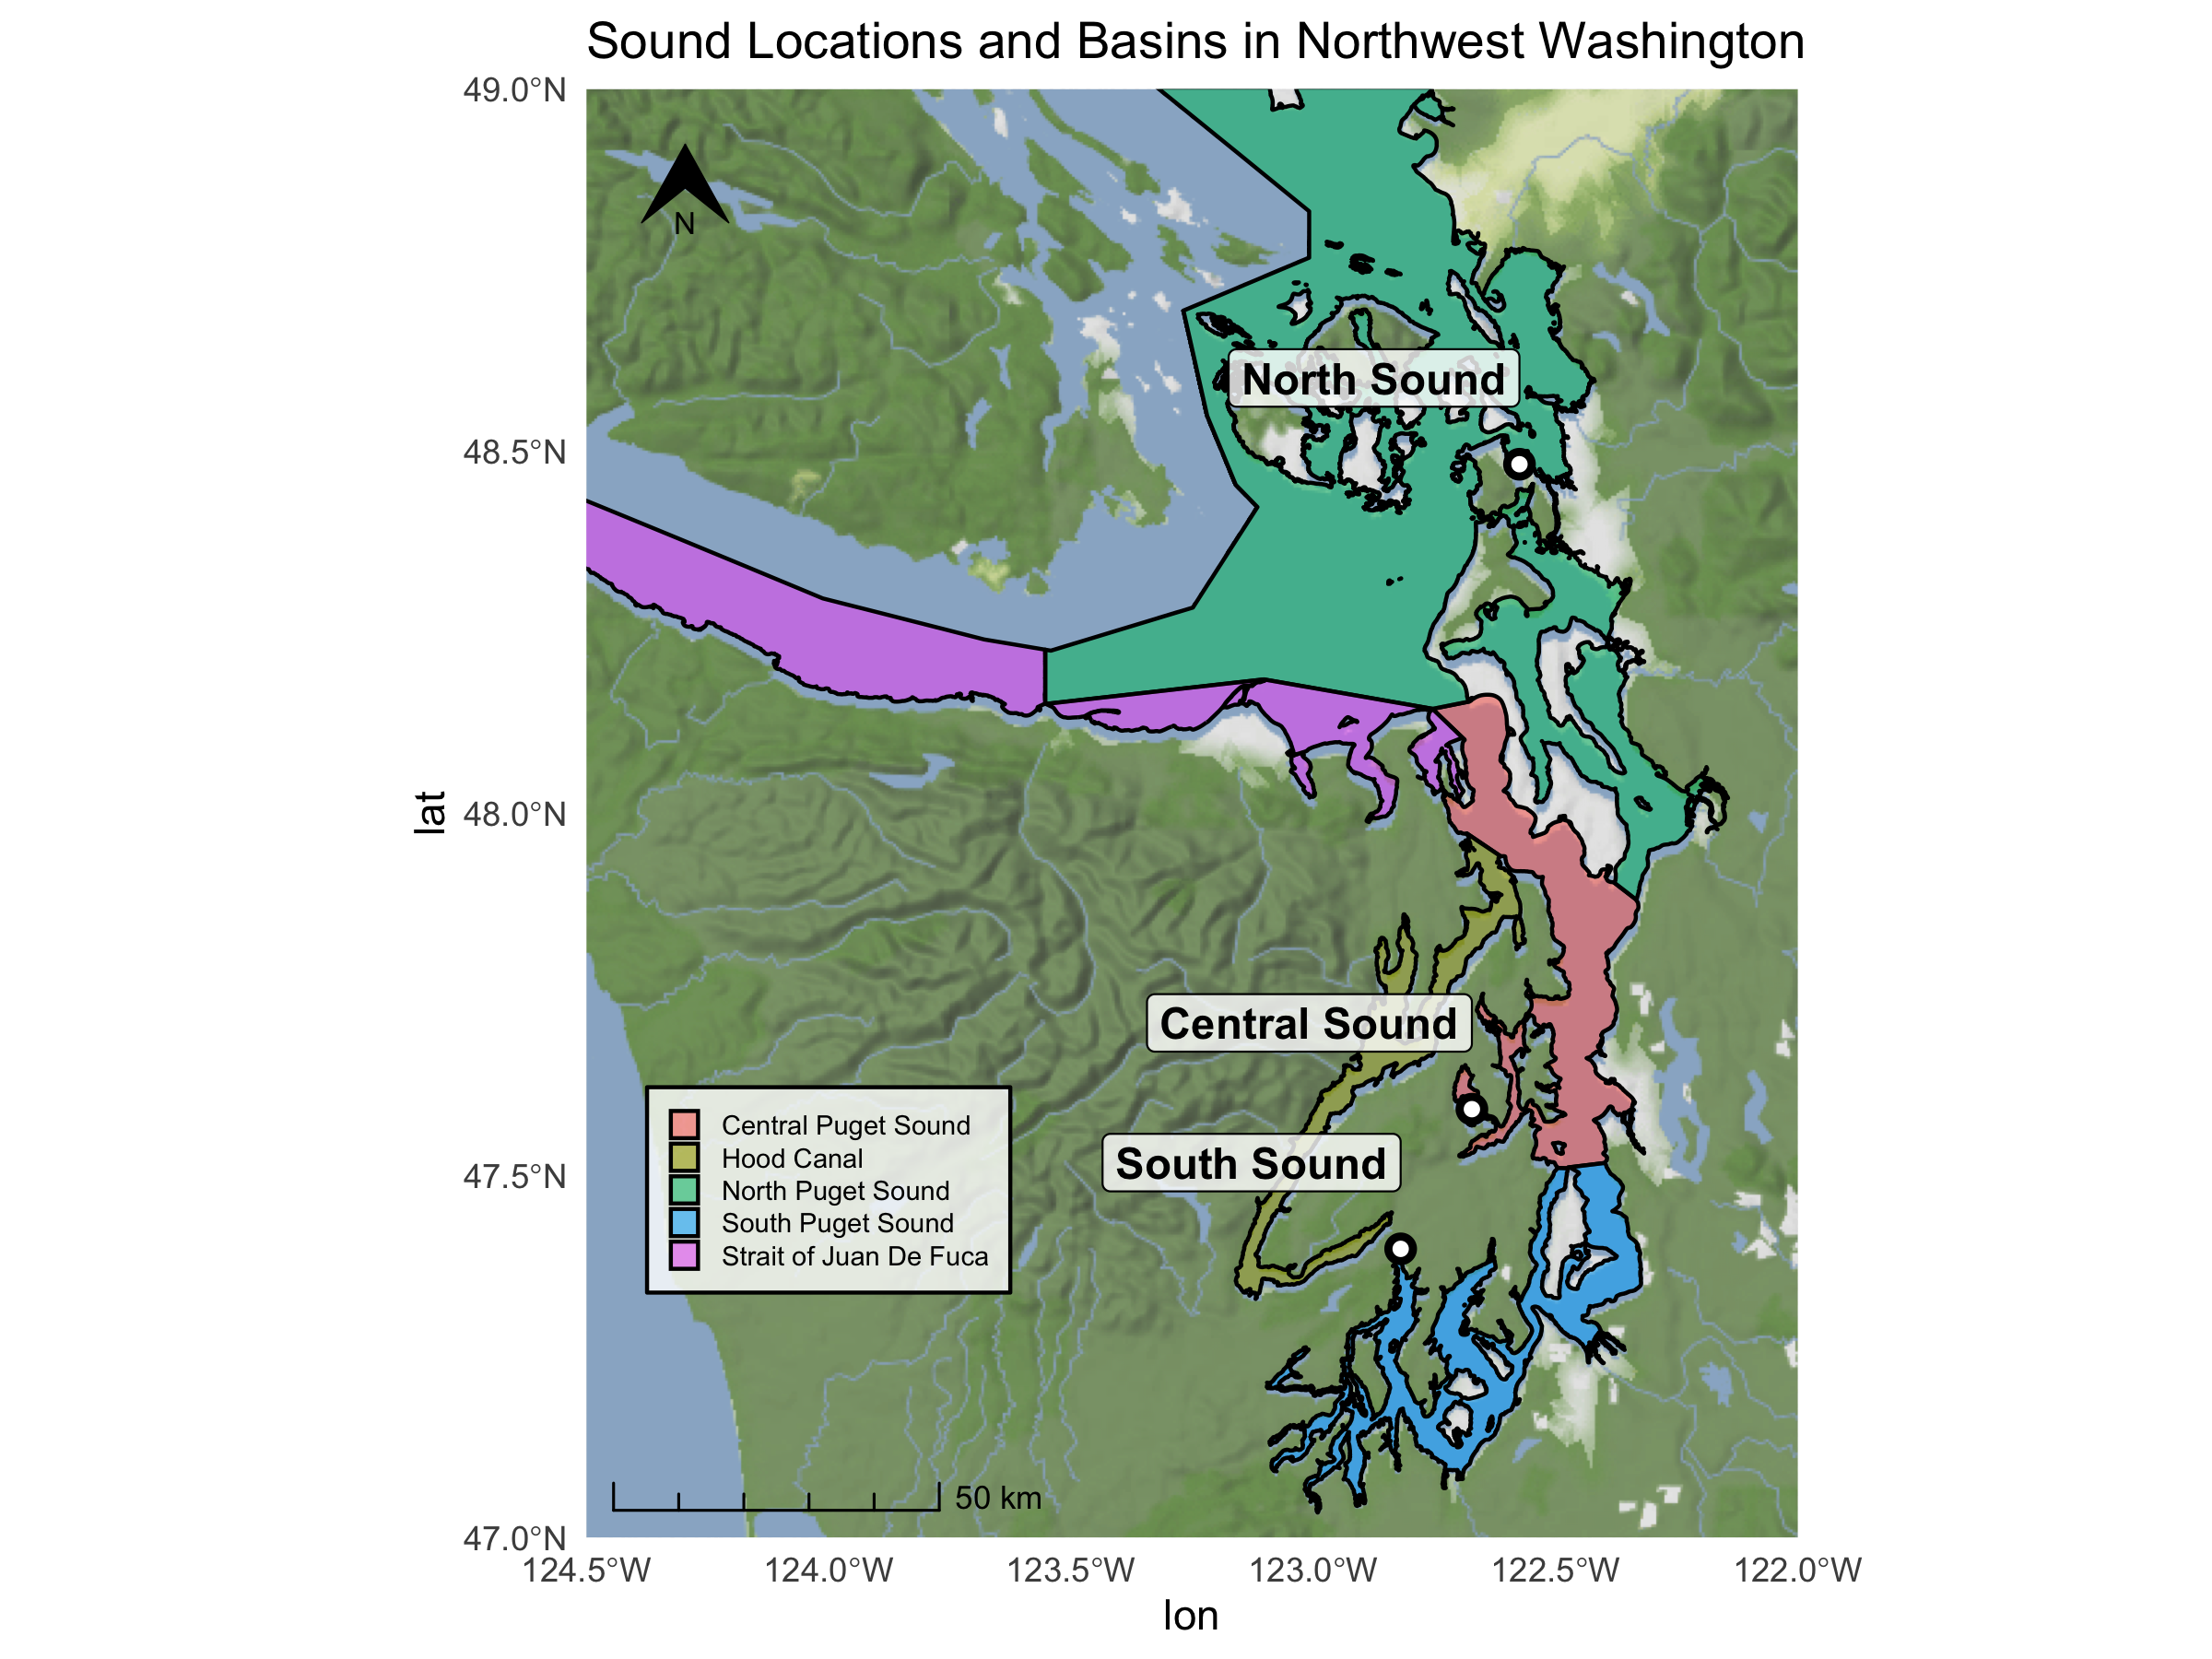 Sound Locations and Basins in Northwest Washington
49.0°N
N
North Sound
48.5°N
lat
48.0°N
Central Sound
Central Puget Sound
Hood Canal
North Puget Sound
South Puget Sound
Strait of Juan De Fuca
South Sound
47.5°N
50 km
47.0°N
124.5°W 124.0°W 123.5°W 123.0°W 122.5°W 122.0°W
lon